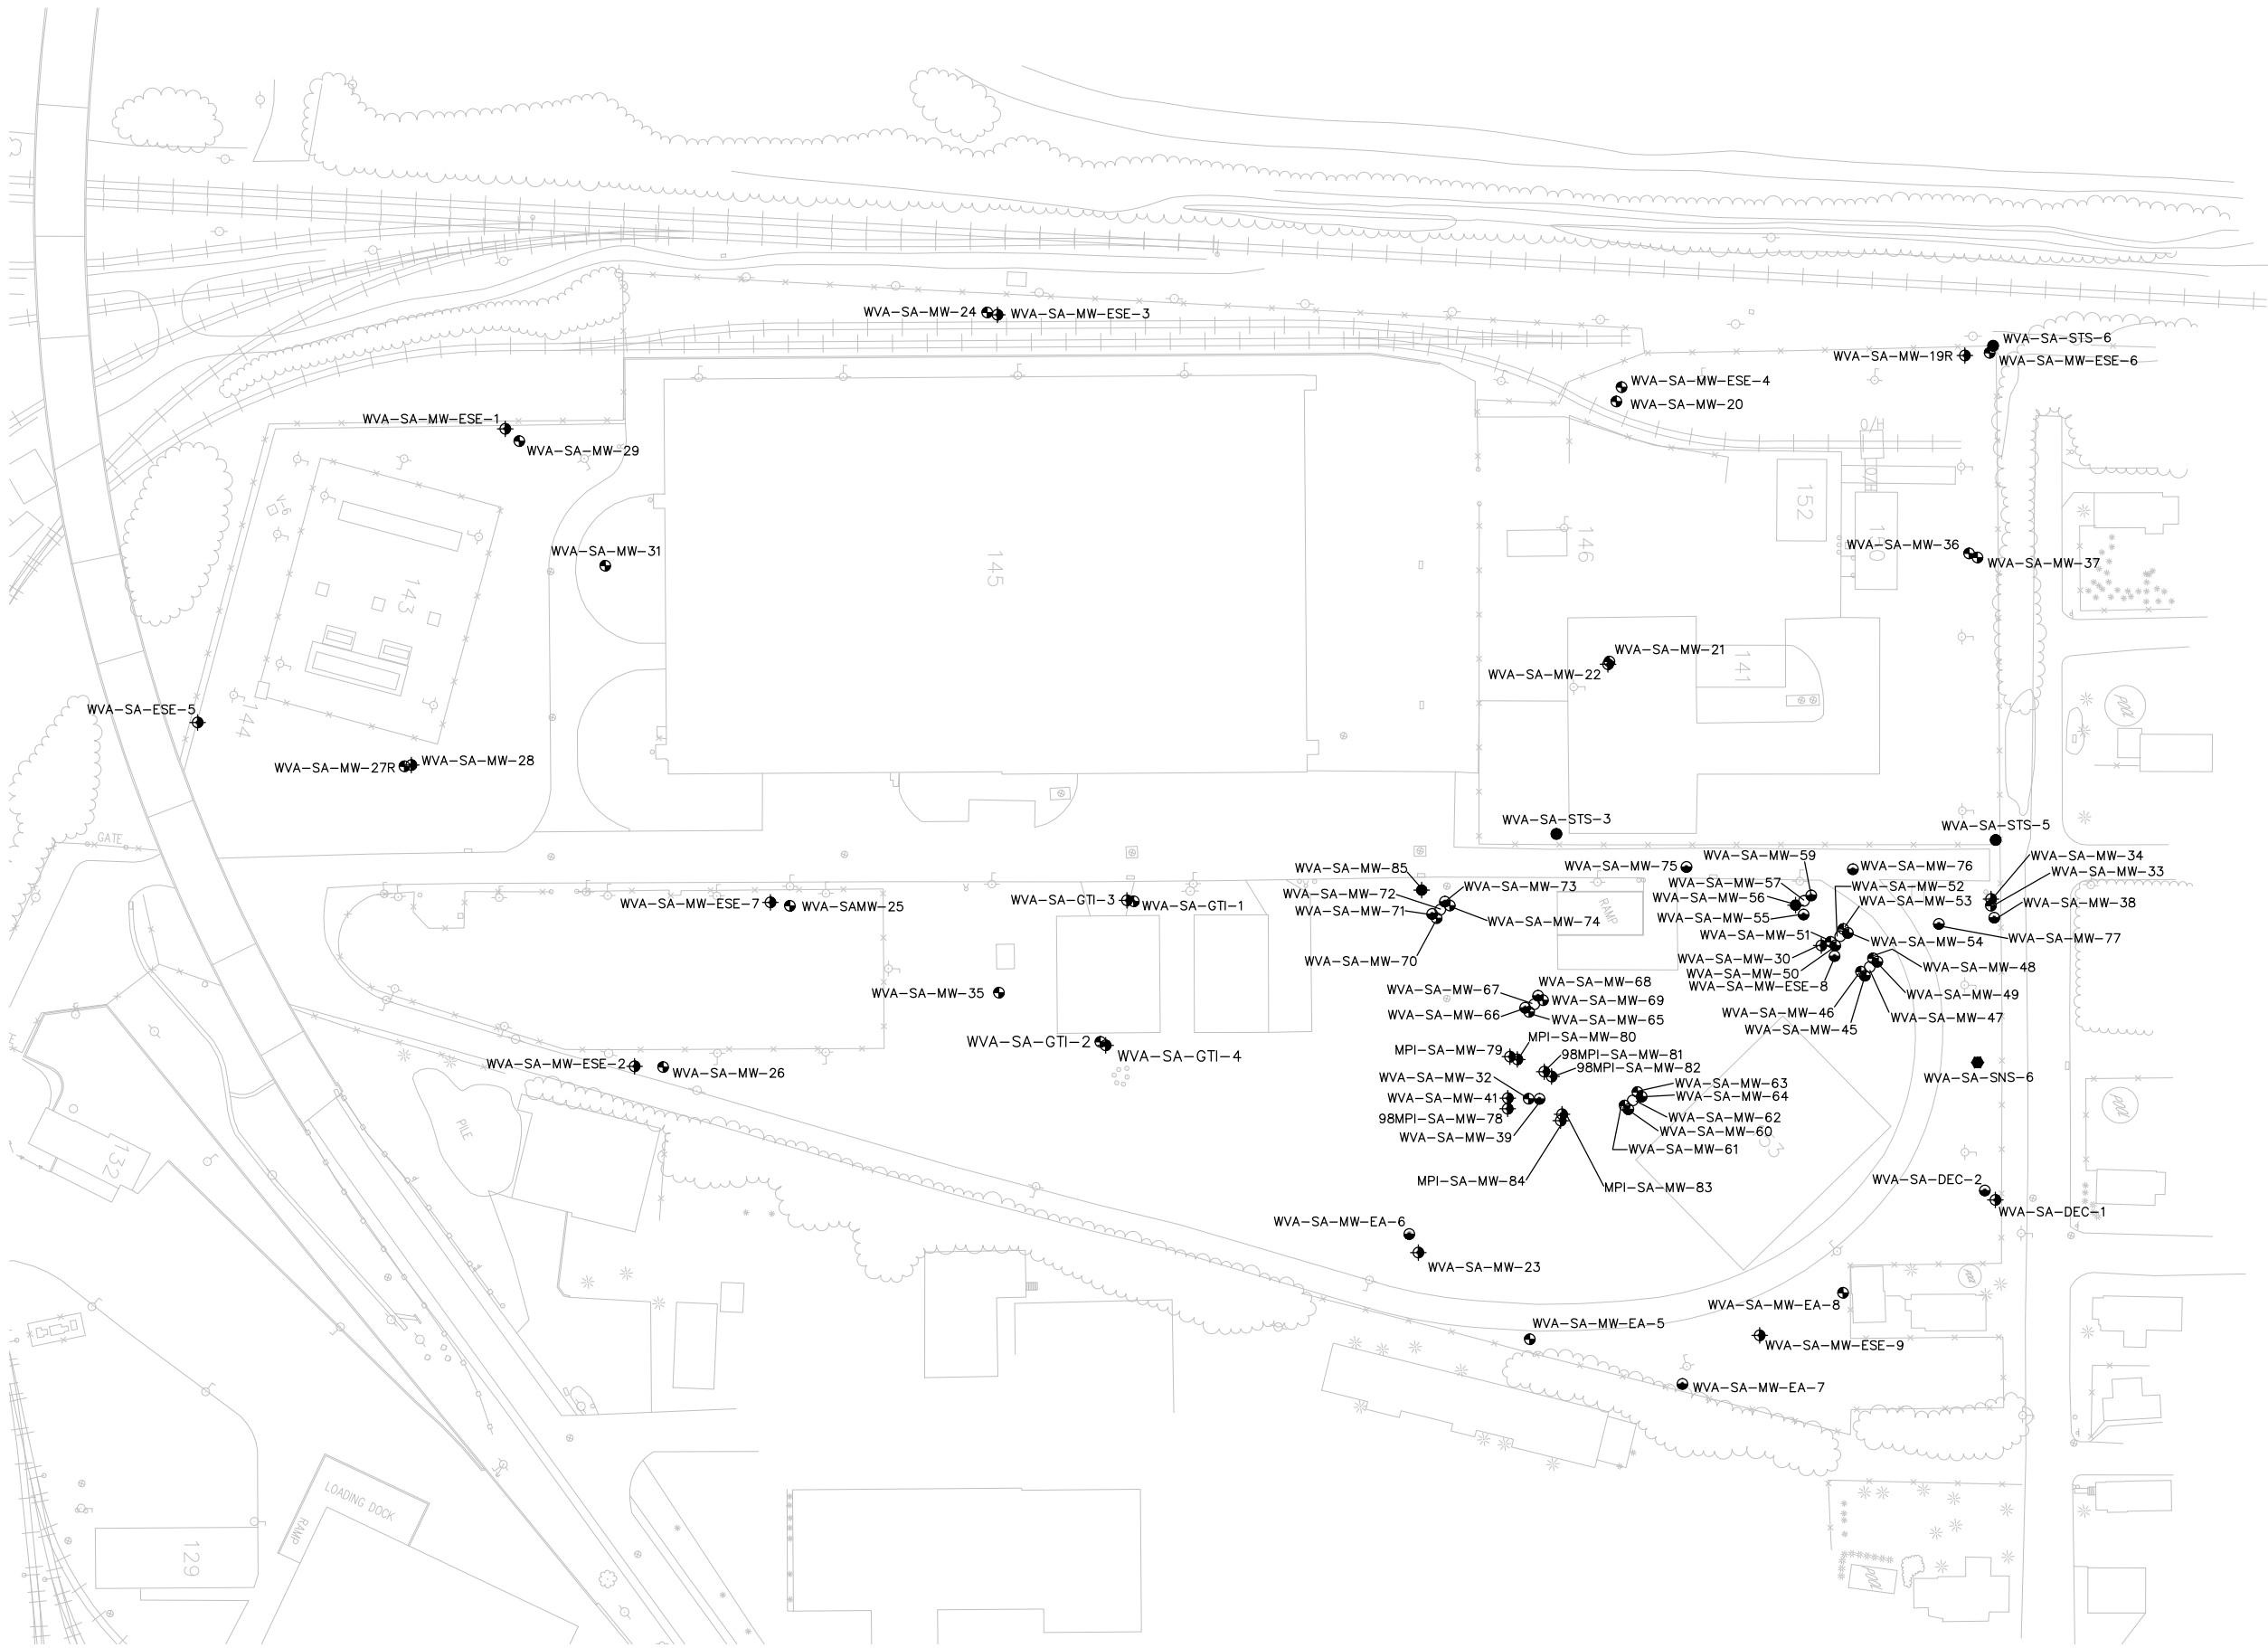 WVA-SA-MW-24
WVA-SA-MW-ESE-3
WVA-SA-STS-6
WVA-SA-MW-19R
WVA-SA-MW-ESE-6
WVA-SA-MW-ESE-4
WVA-SA-MW-20
WVA-SA-MW-ESE-1
WVA-SA-MW-29
O/H
O/H
V-6
152
150
146
WVA-SA-MW-31
145
WVA-SA-MW-36
WVA-SA-MW-37
143
WVA-SA-MW-21
WVA-SA-MW-22
141
WVA-SA-ESE-5
144
POOL
WVA-SA-MW-27R
WVA-SA-MW-28
WVA-SA-STS-3
WVA-SA-STS-5
GATE
WVA-SA-MW-59
WVA-SA-MW-34
WVA-SA-MW-85
WVA-SA-MW-75
WVA-SA-MW-76
WVA-SA-MW-33
WVA-SA-MW-57
WVA-SA-MW-52
WVA-SA-MW-73
WVA-SA-MW-72
WVA-SA-MW-56
WVA-SA-MW-53
WVA-SA-MW-38
WVA-SA-MW-ESE-7
WVA-SAMW-25
WVA-SA-GTI-3
WVA-SA-GTI-1
WVA-SA-MW-71
RAMP
WVA-SA-MW-55
WVA-SA-MW-74
WVA-SA-MW-51
WVA-SA-MW-54
WVA-SA-MW-77
WVA-SA-MW-70
WVA-SA-MW-30
WVA-SA-MW-48
WVA-SA-MW-50
WVA-SA-MW-ESE-8
WVA-SA-MW-68
WVA-SA-MW-67
WVA-SA-MW-35
WVA-SA-MW-49
WVA-SA-MW-69
WVA-SA-MW-66
WVA-SA-MW-65
WVA-SA-MW-46
WVA-SA-MW-47
WVA-SA-MW-45
WVA-SA-GTI-2
WVA-SA-GTI-4
MPI-SA-MW-80
MPI-SA-MW-79
98MPI-SA-MW-81
98MPI-SA-MW-82
WVA-SA-MW-ESE-2
WVA-SA-MW-26
WVA-SA-MW-32
WVA-SA-SNS-6
WVA-SA-MW-63
WVA-SA-MW-64
WVA-SA-MW-41
98MPI-SA-MW-78
WVA-SA-MW-62
WVA-SA-MW-39
WVA-SA-MW-60
POOL
PILE
WVA-SA-MW-61
132
MPI-SA-MW-84
MPI-SA-MW-83
WVA-SA-DEC-2
WVA-SA-DEC-1
WVA-SA-MW-EA-6
WVA-SA-MW-23
POOL
WVA-SA-MW-EA-8
WVA-SA-MW-EA-5
WVA-SA-MW-ESE-9
WVA-SA-MW-EA-7
LOADING DOCK
RAMP
129
POOL